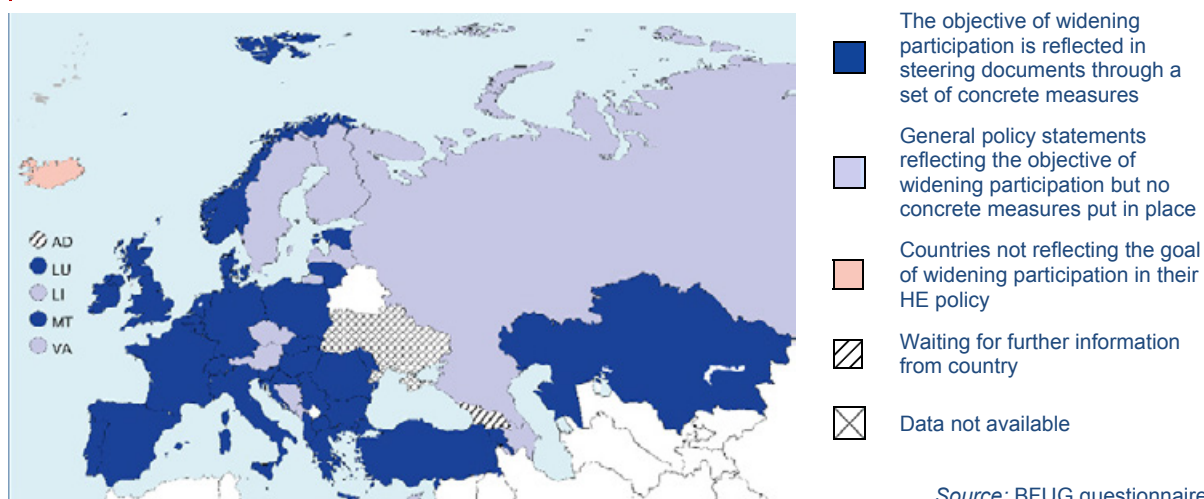 AD
LU
LI
MT
VA
The objective of widening
participation is reflected in
steering documents through a
set of concrete measures
General policy statements
reflecting the objective of
widening participation but no
concrete measures put in place
Countries not reflecting the goal
of widening participation in their
HE policy
Waiting for further information
from country
Data not available
Source: BFUG questionnaire